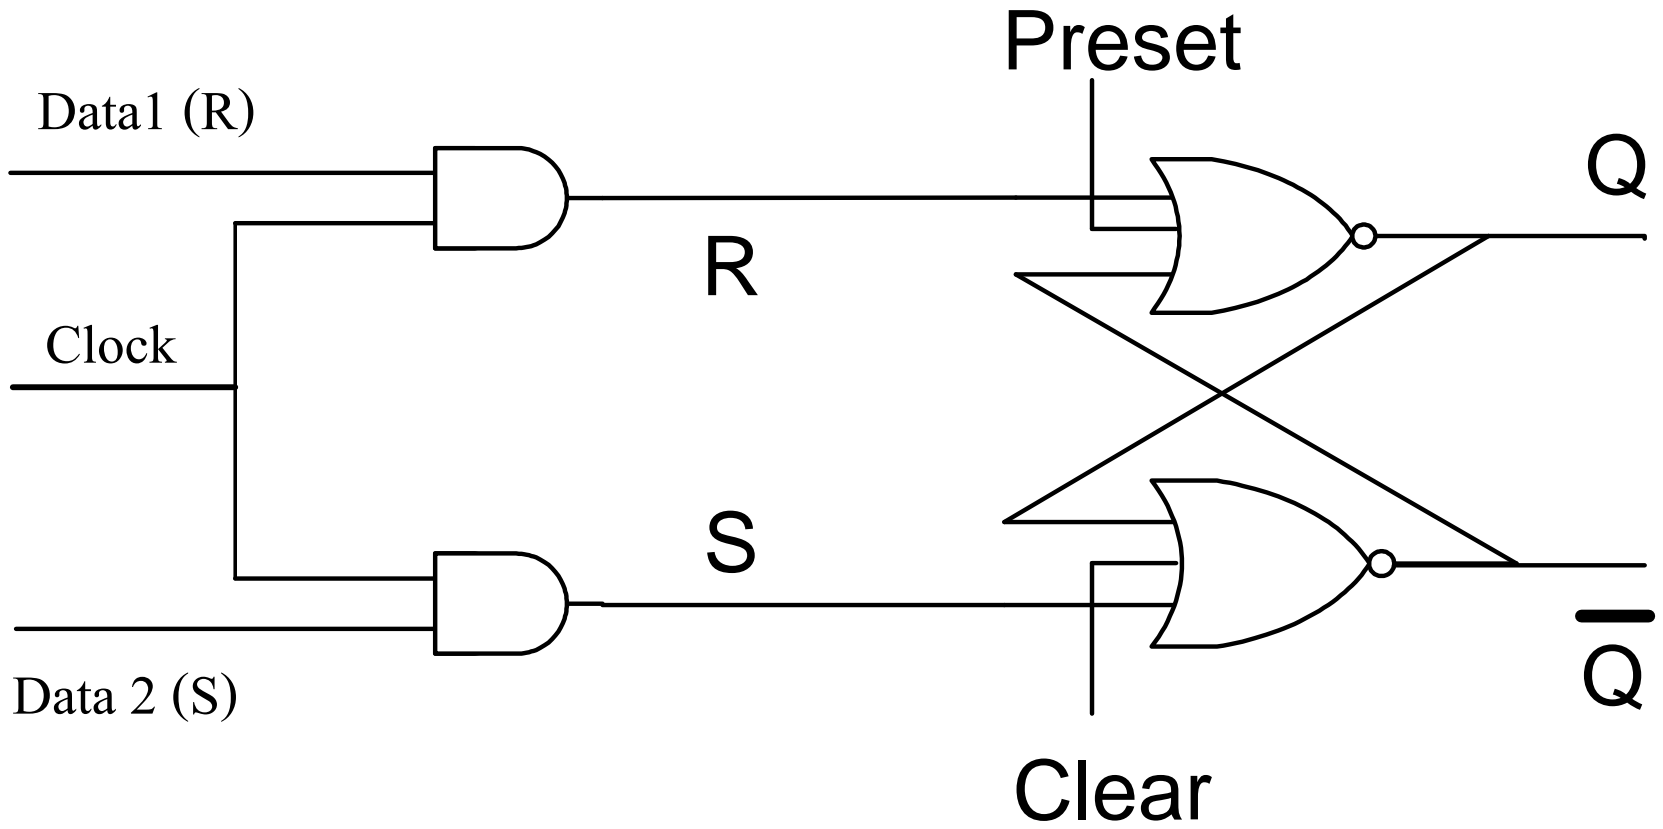 Preset
Data1 (R)
Q
R
Clock
S
Q
Data 2 (S)
Clear